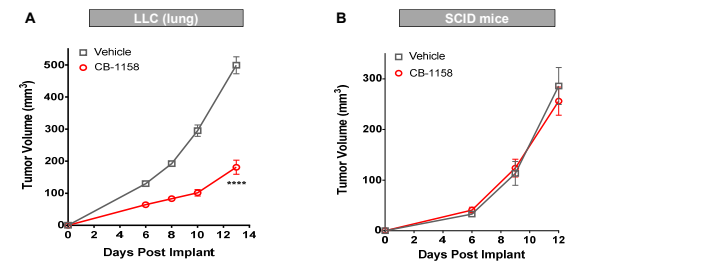 A
LLC (lung)
Vehicle
CB-1158
Tumor Volume (mm3)
500
400
300
200
100
0
0 2 4 6 8 10 12 14
****
Days Post Implant
B
SCID mice
Vehicle
CB-1158
Tumor Volume (mm3)
300
200
100
0
0 2 4 6 8 10 12
Days Post Implant